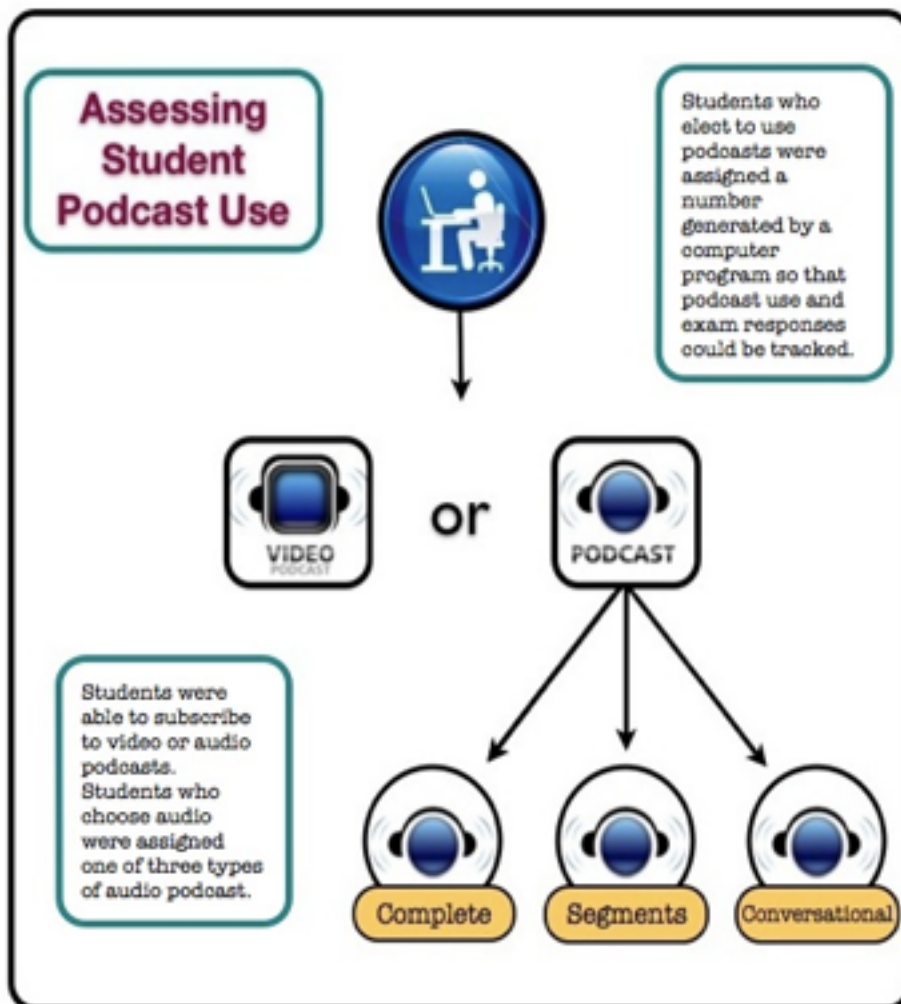 Assessing
Student
Podcast Use
Students who
elect to use
podcasts were
assigned a
number
generated by a
computer
program so that
podcast use and
exam responses
could be tracked.
VIDEO
PODCAST
or
PODCAST
Students were
able to subscribe
to video or audio
podcasts.
Students who
choose audio
were assigned
one of three types
of audio podcast.
Complete
Segments
Conversational